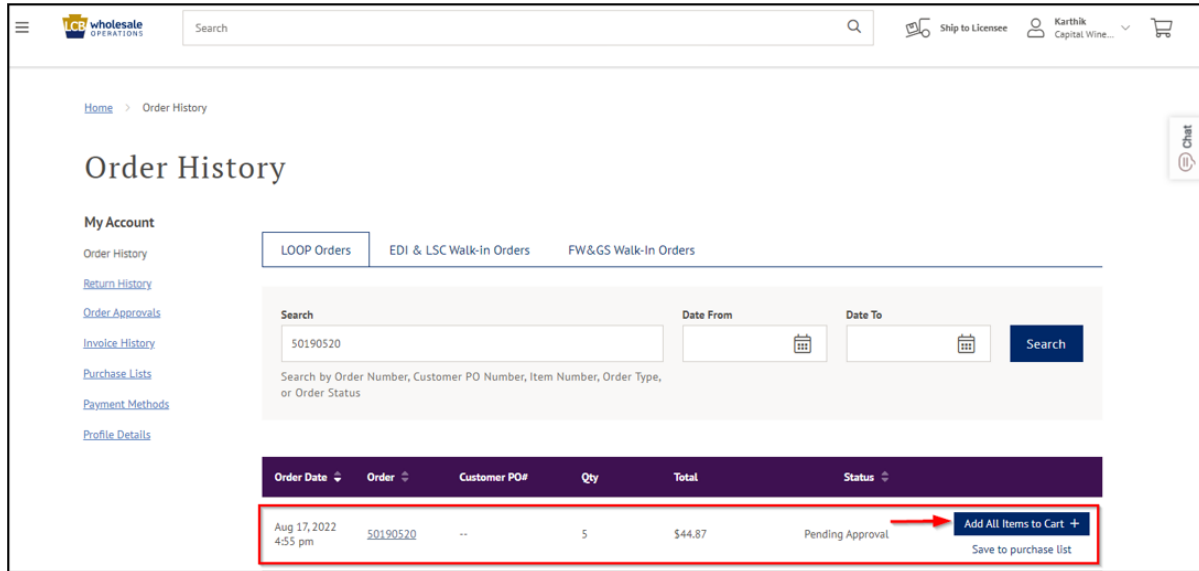 LCB wholesale
OPERATIONS
Search
Ship to Licensee
Karthik
Capital Wine...
Home > Order History
Chat
Order History
My Account
Order History
Return History
Order Approvals
Invoice History
Purchase Lists
Payment Methods
Profile Details
LOOP Orders EDI & LSC Walk-in Orders FW&GS Walk-In Orders
Search Date From Date To
50190520 Search
Search by Order Number, Customer PO Number, Item Number, Order Type,
or Order Status
Order Date Order Customer PO# Qty Total Status
Aug 17, 2022
4:55 pm
50190520 -- 5 $44.87 Pending Approval
Add All Items to Cart +
Save to purchase list